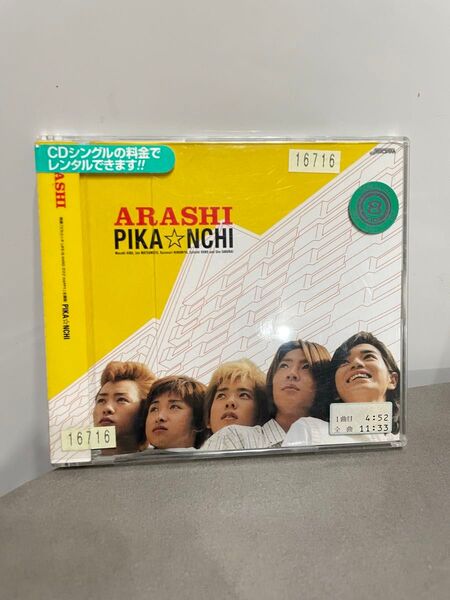 CDシングルの料金で
レンタルできます!!
16716
ARASHI
PIKA☆NCHI
ARASHI
PIKA☆NCHI
16716
1曲目 4:52
全 曲 11:33